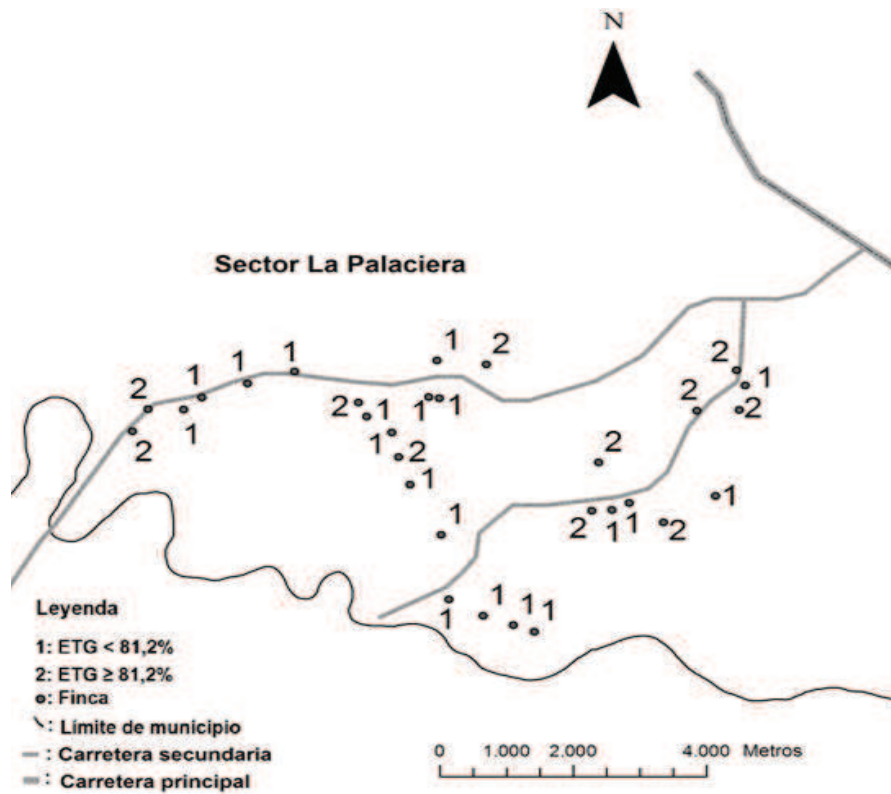 N
Sector La Palaciera
1 2
1 2
1 1 1
2 2
2 1 1 1 2
1
2 1 2 2
1
1
1
2 1 1 2
1 1 1
1
Leyenda
1: ETG < 81,2%
2: ETG ≥ 81,2%
: Finca
: Límite de municipio
: Carretera secundaria
: Carretera principal
0 1.000 2.000 4.000 Metros